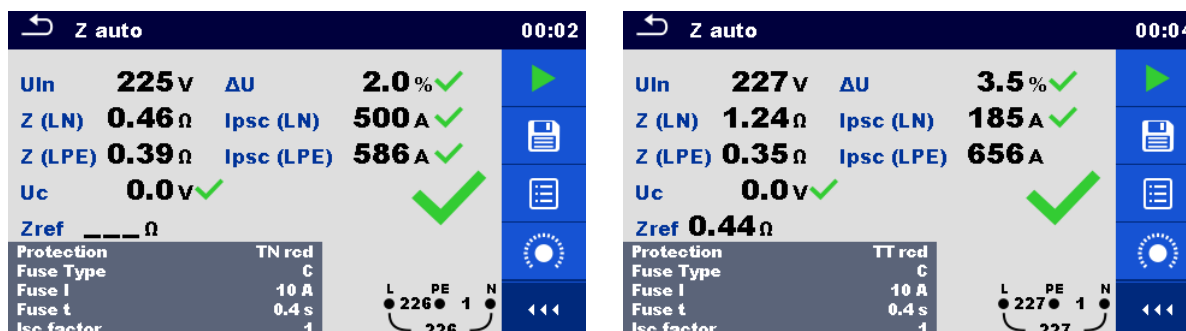 Z auto 00:02
Uln 225 V ΔU 2.0 %
Z (LN) 0.46 Ω Ipsc (LN) 500 A
Z (LPE) 0.39 Ω Ipsc (LPE) 586 A
Uc 0.0 V
Zref ___ Ω
Protection TN rcd
Fuse Type C
Fuse I 10 A
Fuse t 0.4 s
Isc factor 1
L PE N
226 1
226
Z auto 00:04
Uln 227 V ΔU 3.5 %
Z (LN) 1.24 Ω Ipsc (LN) 185 A
Z (LPE) 0.35 Ω Ipsc (LPE) 656 A
Uc 0.0 V
Zref 0.44 Ω
Protection TT rcd
Fuse Type C
Fuse I 10 A
Fuse t 0.4 s
Isc factor 1
L PE N
227 1
227